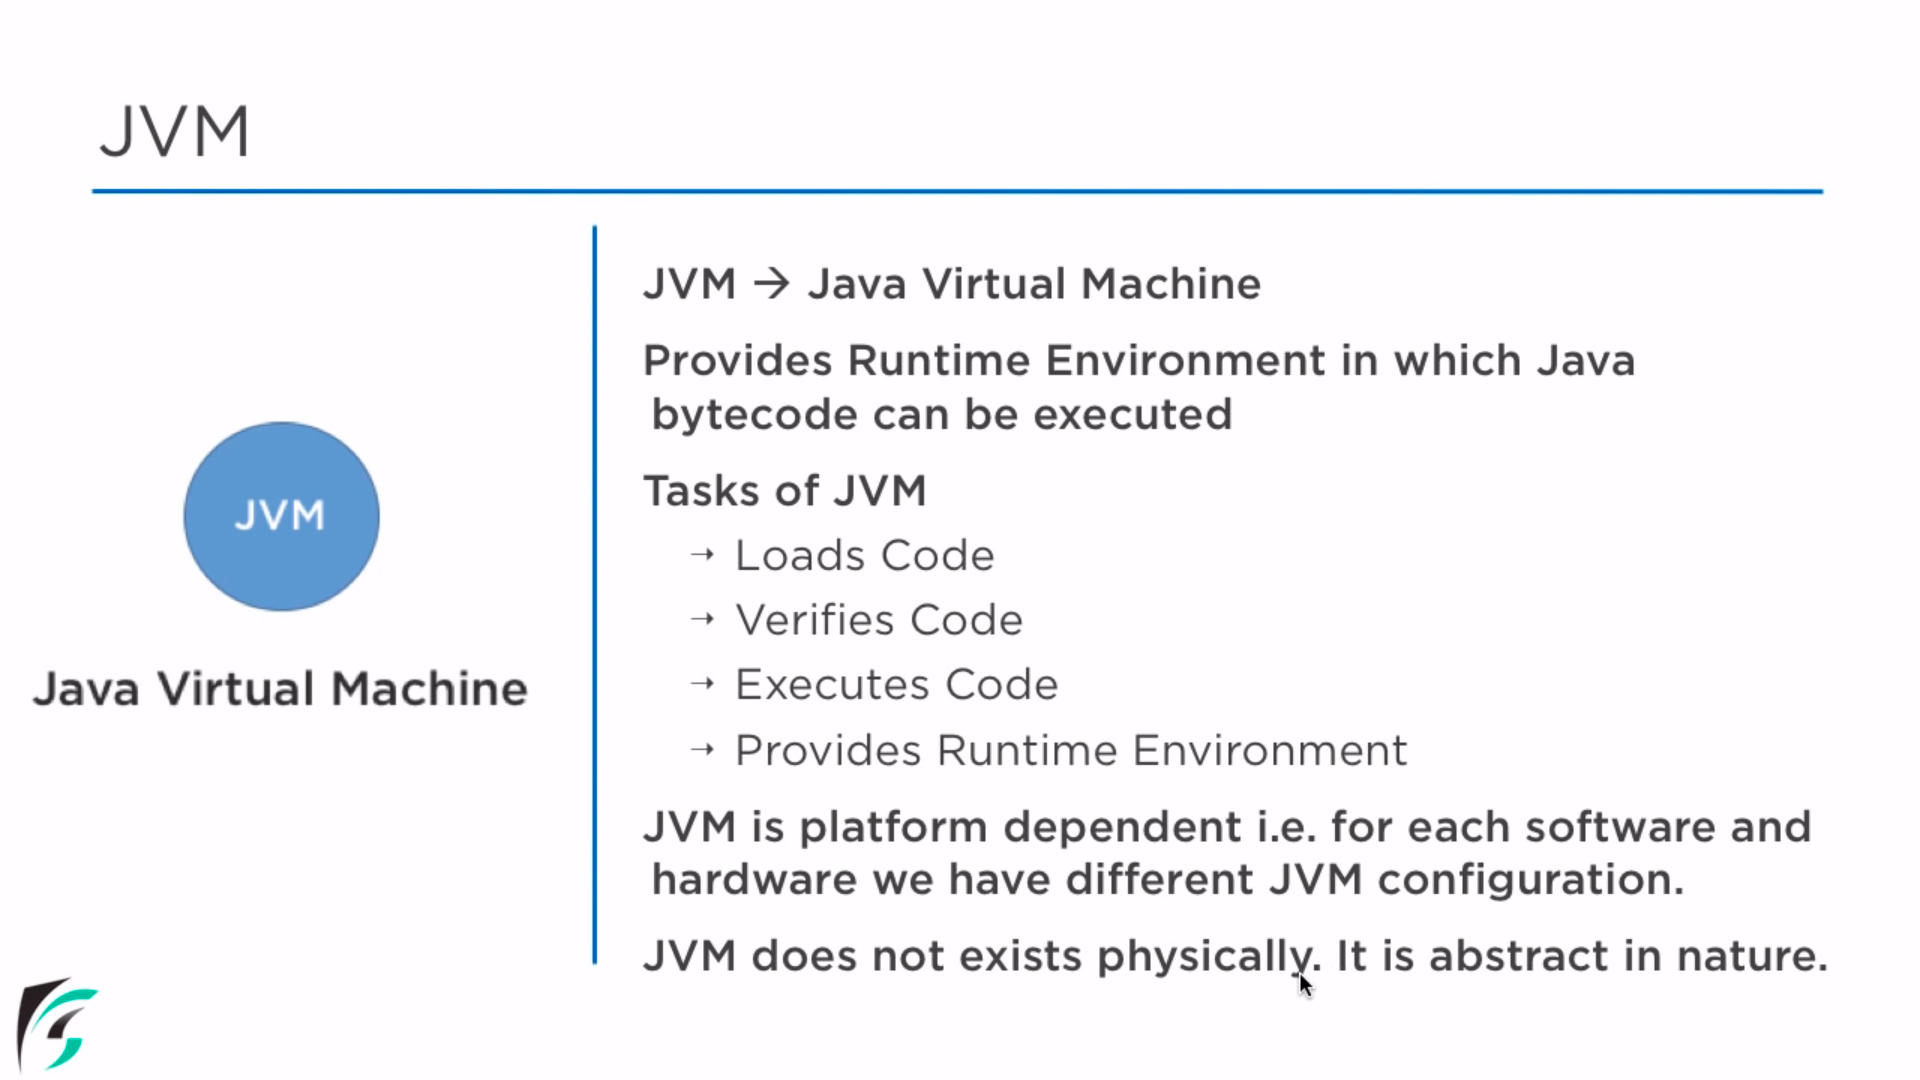 JVM
JVM
Java Virtual Machine
JVM → Java Virtual Machine
Provides Runtime Environment in which Java
bytecode can be executed
Tasks of JVM
→ Loads Code
→ Verifies Code
→ Executes Code
→ Provides Runtime Environment
JVM is platform dependent i.e. for each software and
hardware we have different JVM configuration.
JVM does not exists physically. It is abstract in nature.